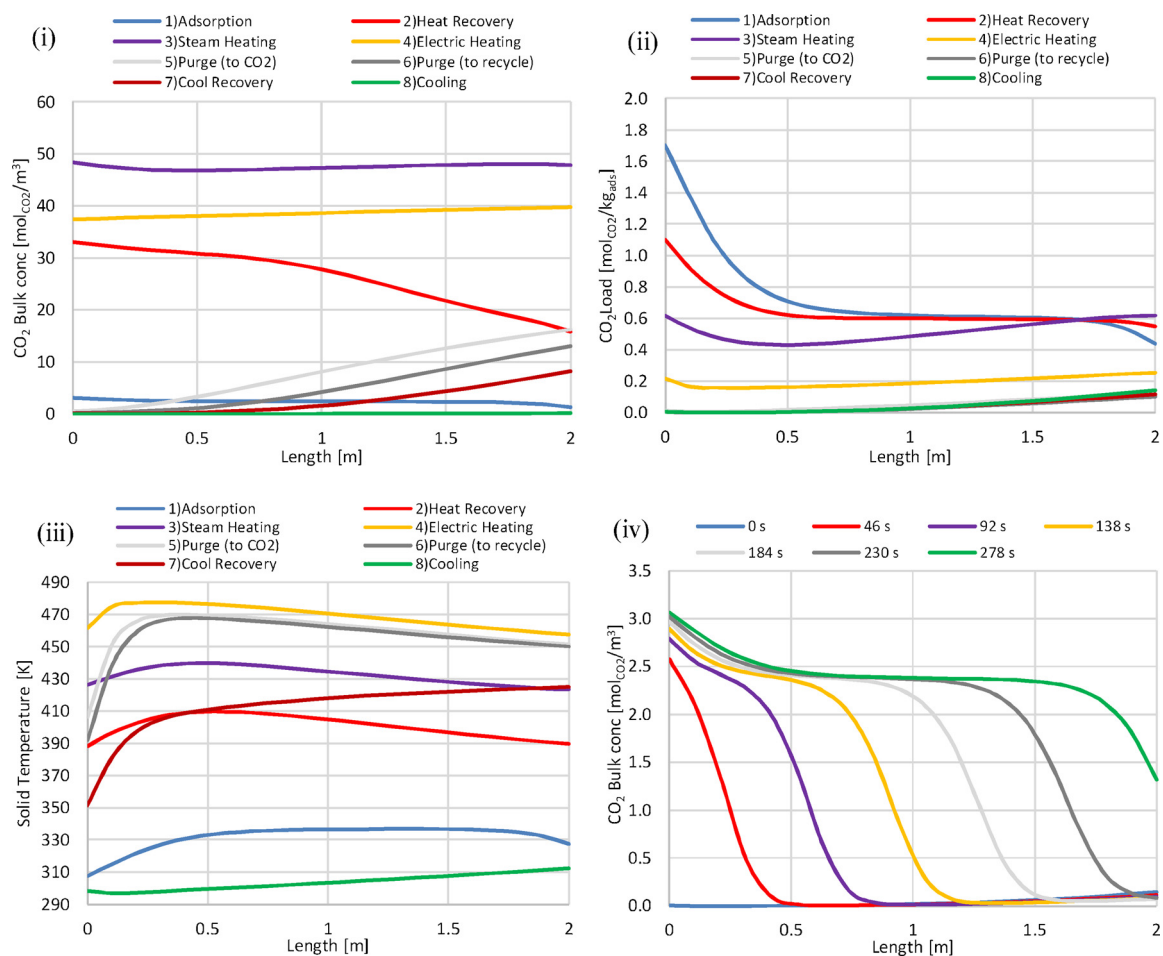 (i)
1)Adsorption 2)Heat Recovery
3)Steam Heating 4)Electric Heating
5)Purge (to CO2) 6)Purge (to recycle)
7)Cool Recovery 8)Cooling
CO2 Bulk conc [molCO2/m³]
60
50
40
30
20
10
0
0 0.5 1 1.5 2
Length [m]
(ii)
1)Adsorption 2)Heat Recovery
3)Steam Heating 4)Electric Heating
5)Purge (to CO2) 6)Purge (to recycle)
7)Cool Recovery 8)Cooling
CO2Load [molCO2/kgads]
2.0
1.8
1.6
1.4
1.2
1.0
0.8
0.6
0.4
0.2
0.0
0 0.5 1 1.5 2
Length [m]
(iii)
1)Adsorption 2)Heat Recovery
3)Steam Heating 4)Electric Heating
5)Purge (to CO2) 6)Purge (to recycle)
7)Cool Recovery 8)Cooling
Solid Temperature [K]
490
470
450
430
410
390
370
350
330
310
290
0 0.5 1 1.5 2
Length [m]
(iv)
0 s 46 s 92 s 138 s
184 s 230 s 278 s
CO2 Bulk conc [molCO2/m³]
3.5
3.0
2.5
2.0
1.5
1.0
0.5
0.0
0 0.5 1 1.5 2
Length [m]